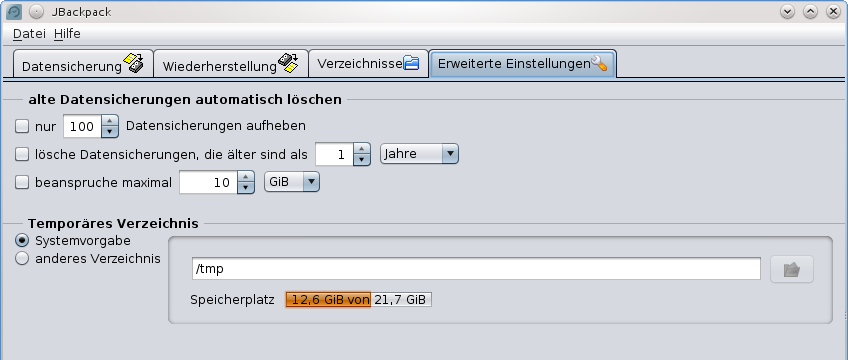 JBackpack
Datei Hilfe
Datensicherung Wiederherstellung Verzeichnisse Erweiterte Einstellungen
alte Datensicherungen automatisch löschen
nur 100 Datensicherungen aufheben
lösche Datensicherungen, die älter sind als 1 Jahre
beanspruche maximal 10 GiB
Temporäres Verzeichnis
Systemvorgabe
anderes Verzeichnis
/tmp
Speicherplatz 12,6 GiB von 21,7 GiB